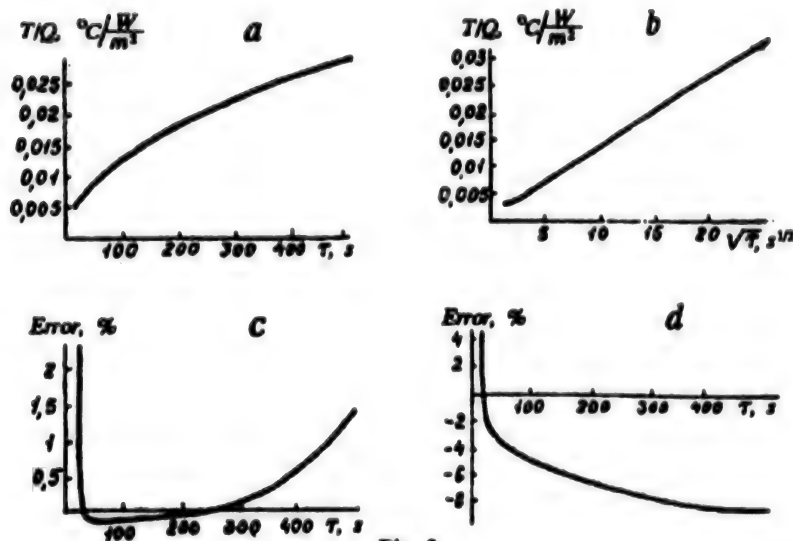 T/Q, °C/W/m² a
0,025
0,02
0,015
0,01
0,005
100 200 300 400 τ, s
T/Q, °C/W/m² b
0,03
0,025
0,02
0,015
0,01
0,005
5 10 15 20 √τ, s^1/2
Error, % c
2
1,5
1
0,5
100 200 300 400 τ, s
Error, % d
4
2
-2
-4
-6
-8
100 200 300 400 τ, s